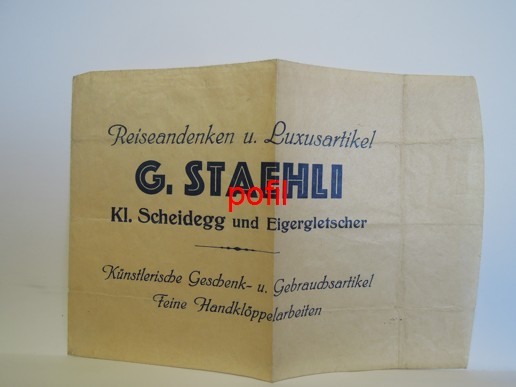 Reiseandenken u. Luxusartikel
G. STAEHLI
pofil
Kl. Scheidegg und Eigergletscher
Künstlerische Geschenk- u. Gebrauchsartikel
Feine Handklöppelarbeiten